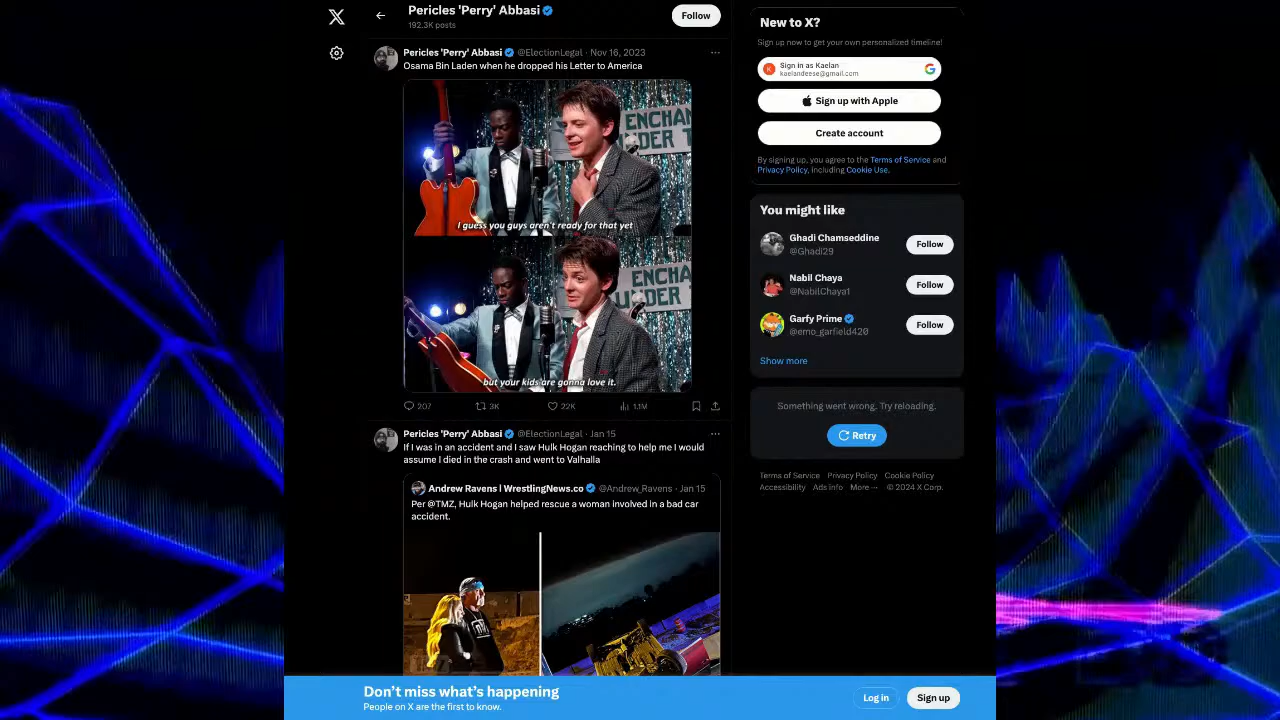 Pericles 'Perry' Abbasi
192.3K posts
Follow
Pericles 'Perry' Abbasi @ElectionLegal · Nov 16, 2023
Osama Bin Laden when he dropped his Letter to America
ENCHAN
DER T
I guess you guys aren't ready for that yet
ENCHA
UNDER
but your kids are gonna love it.
207 3K 22K 1.1M
Pericles 'Perry' Abbasi @ElectionLegal · Jan 15
If I was in an accident and I saw Hulk Hogan reaching to help me I would
assume I died in the crash and went to Valhalla
Andrew Ravens | WrestlingNews.co @Andrew_Ravens · Jan 15
Per @TMZ, Hulk Hogan helped rescue a woman involved in a bad car
accident.
New to X?
Sign up now to get your own personalized timeline!
Sign in as Kaelan
kaelandeese@gmail.com
Sign up with Apple
Create account
By signing up, you agree to the Terms of Service and
Privacy Policy, including Cookie Use.
You might like
Ghadi Chamseddine
@Ghadi29
Follow
Nabil Chaya
@NabilChaya1
Follow
Garfy Prime
@emo_garfield420
Follow
Show more
Something went wrong. Try reloading.
Retry
Terms of Service Privacy Policy Cookie Policy
Accessibility Ads info More ··· © 2024 X Corp.
Don't miss what's happening
People on X are the first to know.
Log in
Sign up